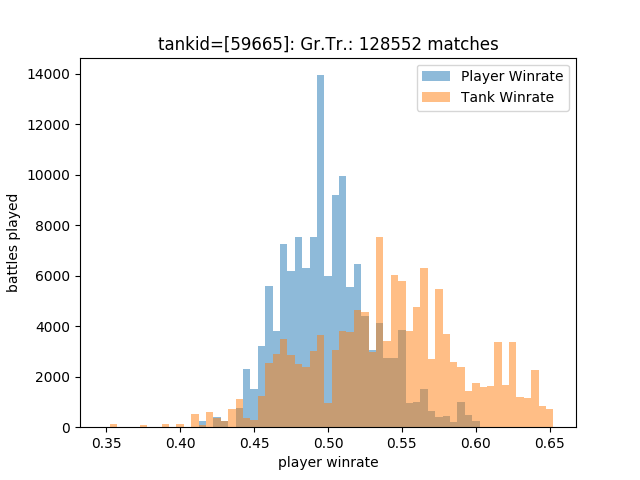 tankid=[59665]: Gr.Tr.: 128552 matches
Player Winrate
Tank Winrate
14000
12000
10000
8000
6000
4000
2000
0
battles played
0.35 0.40 0.45 0.50 0.55 0.60 0.65
player winrate